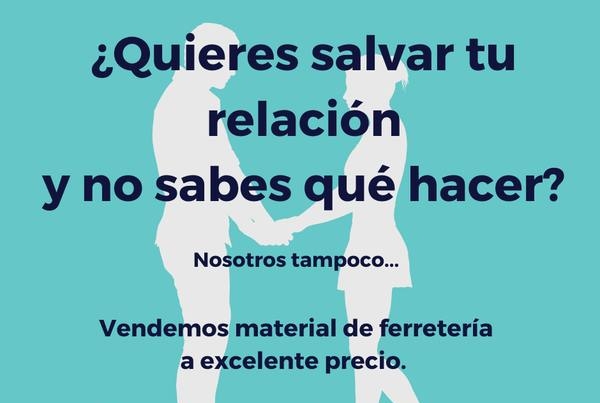 ¿Quieres salvar tu
relación
y no sabes qué hacer?
Nosotros tampoco...
Vendemos material de ferretería
a excelente precio.